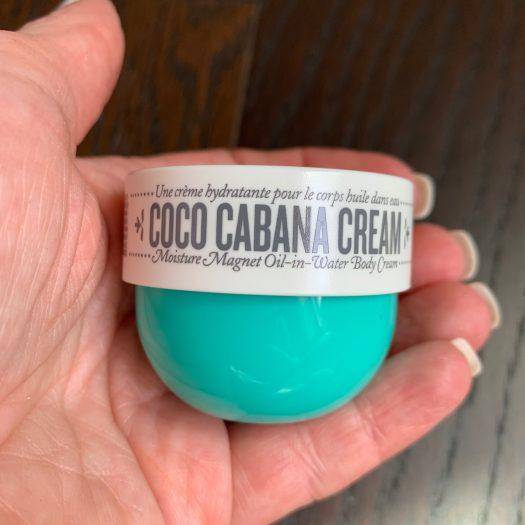 Une crème hydratante pour le corps huile dans eau
COCO CABANA CREAM
Moisture Magnet Oil-in-Water Body Cream